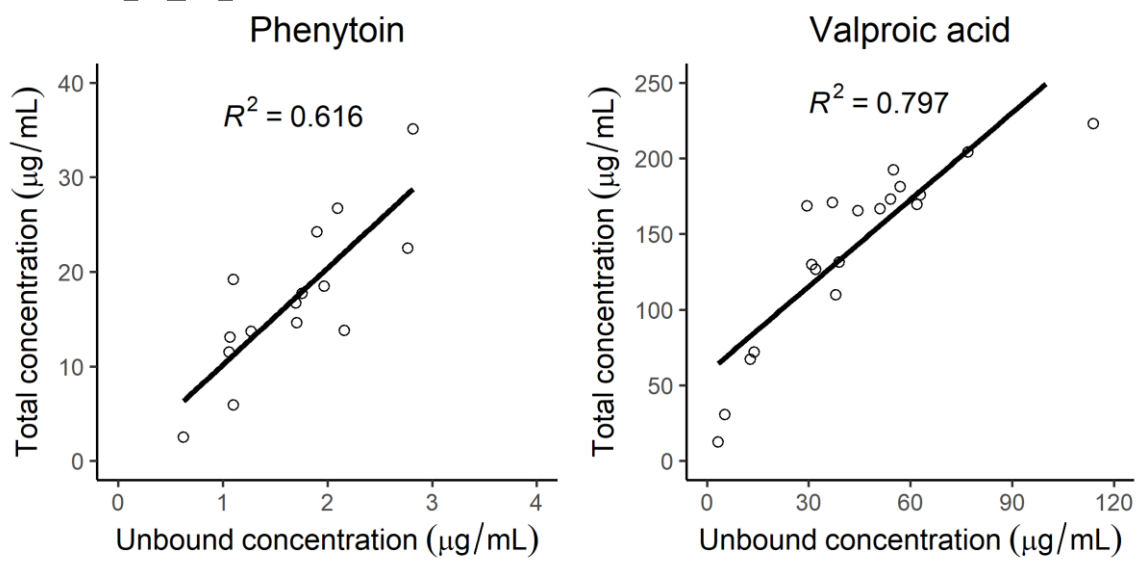 Phenytoin
Total concentration (μg/mL)
40
30
20
10
0
R² = 0.616
0 1 2 3 4
Unbound concentration (μg/mL)
Valproic acid
Total concentration (μg/mL)
250
200
150
100
50
0
R² = 0.797
0 30 60 90 120
Unbound concentration (μg/mL)